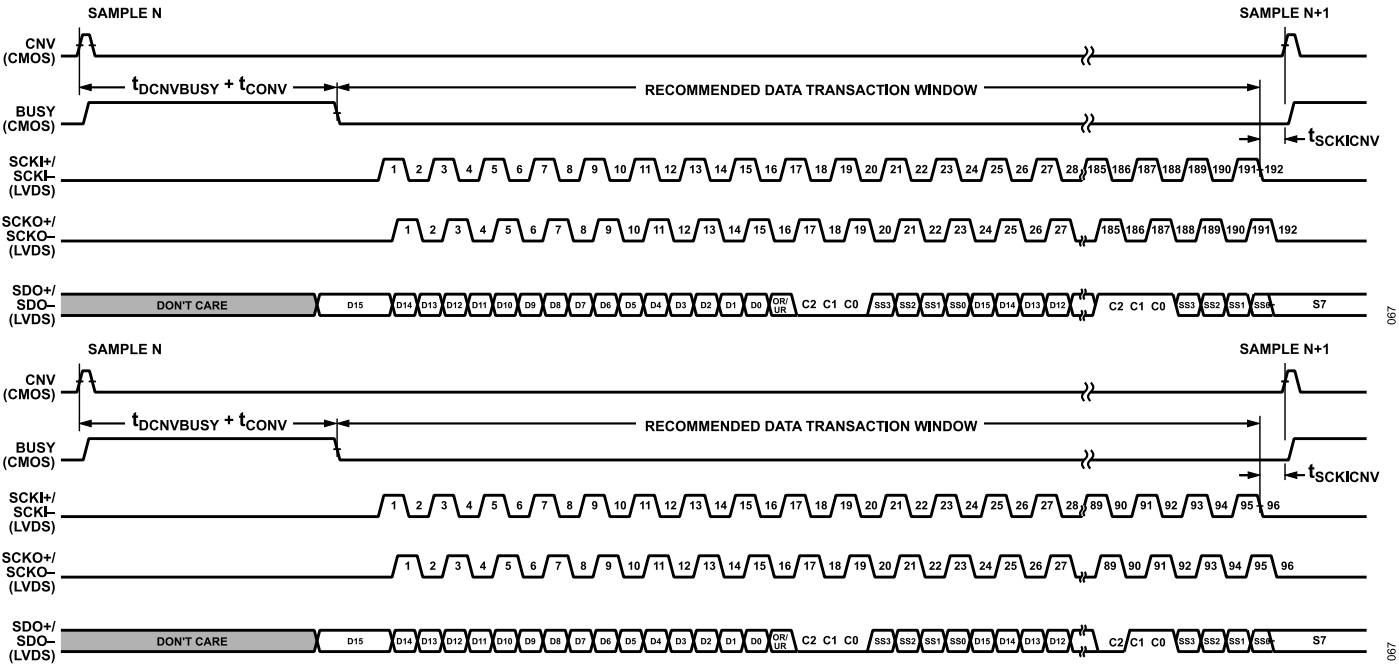 SAMPLE N SAMPLE N+1
CNV
(CMOS)
tDCNVBUSY + tCONV RECOMMENDED DATA TRANSACTION WINDOW
BUSY
(CMOS)
tSCKICNV
SCKI+/
SCKI–
(LVDS)
1 2 3 4 5 6 7 8 9 10 11 12 13 14 15 16 17 18 19 20 21 22 23 24 25 26 27 28 185 186 187 188 189 190 191 192
SCKO+/
SCKO–
(LVDS)
1 2 3 4 5 6 7 8 9 10 11 12 13 14 15 16 17 18 19 20 21 22 23 24 25 26 27 185 186 187 188 189 190 191 192
SDO+/
SDO–
(LVDS)
DON'T CARE D15 D14 D13 D12 D11 D10 D9 D8 D7 D6 D5 D4 D3 D2 D1 D0 OR/UR C2 C1 C0 SS3 SS2 SS1 SS0 D15 D14 D13 D12 C2 C1 C0 SS3 SS2 SS1 SS0 S7
067
SAMPLE N SAMPLE N+1
CNV
(CMOS)
tDCNVBUSY + tCONV RECOMMENDED DATA TRANSACTION WINDOW
BUSY
(CMOS)
tSCKICNV
SCKI+/
SCKI–
(LVDS)
1 2 3 4 5 6 7 8 9 10 11 12 13 14 15 16 17 18 19 20 21 22 23 24 25 26 27 28 89 90 91 92 93 94 95 96
SCKO+/
SCKO–
(LVDS)
1 2 3 4 5 6 7 8 9 10 11 12 13 14 15 16 17 18 19 20 21 22 23 24 25 26 27 89 90 91 92 93 94 95 96
SDO+/
SDO–
(LVDS)
DON'T CARE D15 D14 D13 D12 D11 D10 D9 D8 D7 D6 D5 D4 D3 D2 D1 D0 OR/UR C2 C1 C0 SS3 SS2 SS1 SS0 D15 D14 D13 D12 C2 C1 C0 SS3 SS2 SS1 SS0 S7
067